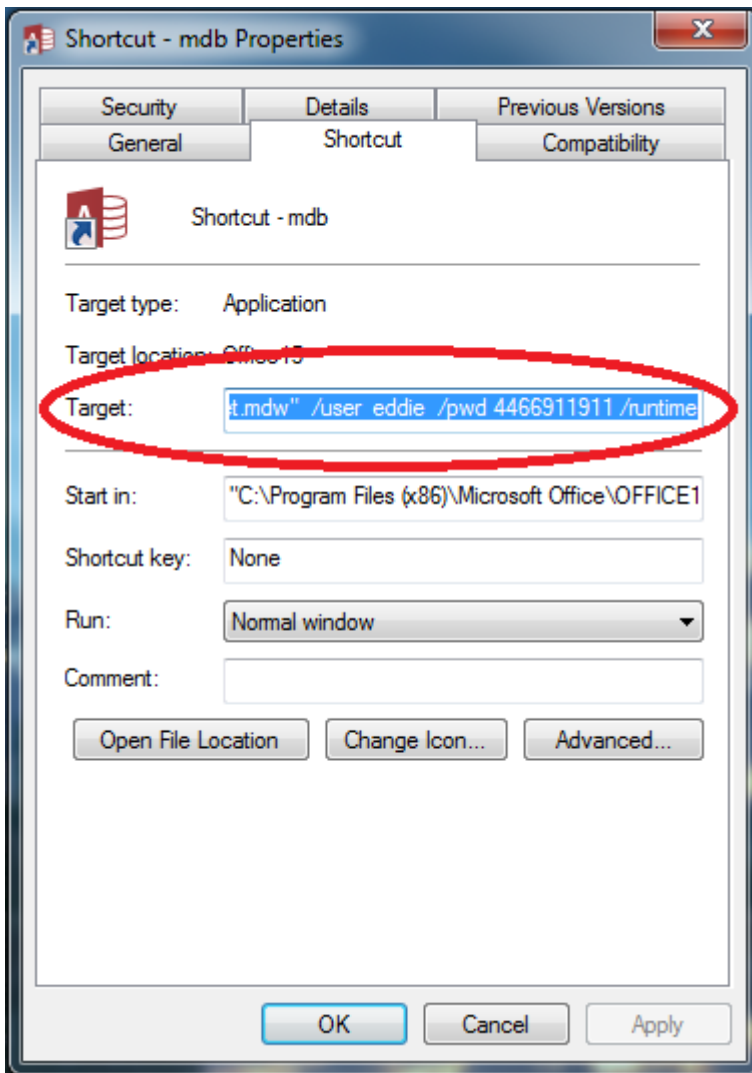 Shortcut - mdb Properties
Security Details Previous Versions
General Shortcut Compatibility
Shortcut - mdb
Target type: Application
Target location: Office15
Target: et.mdw" /user eddie /pwd 4466911911 /runtime
Start in: "C:\Program Files (x86)\Microsoft Office\OFFICE1
Shortcut key: None
Run: Normal window
Comment:
Open File Location Change Icon... Advanced...
OK Cancel Apply